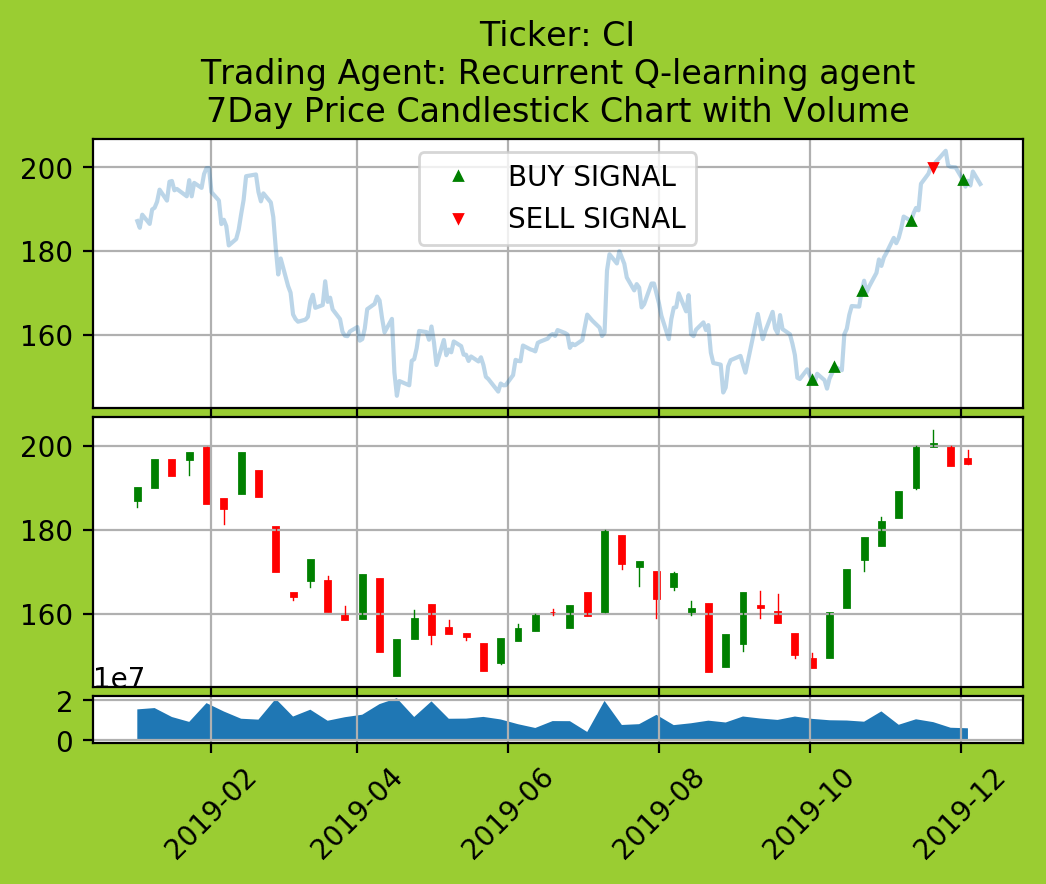 Ticker: CI
Trading Agent: Recurrent Q-learning agent
7Day Price Candlestick Chart with Volume
200
180
160
BUY SIGNAL
SELL SIGNAL
200
180
160
1e7
2
0
2019-02
2019-04
2019-06
2019-08
2019-10
2019-12